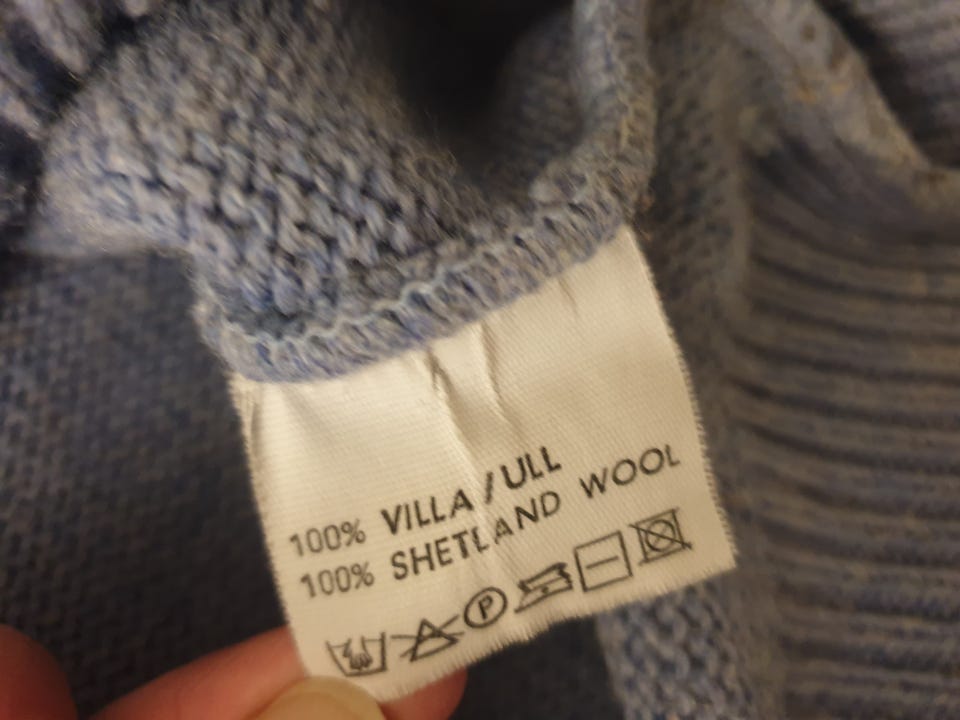 100% VILLA / ULL
100% SHETLAND WOOL
P